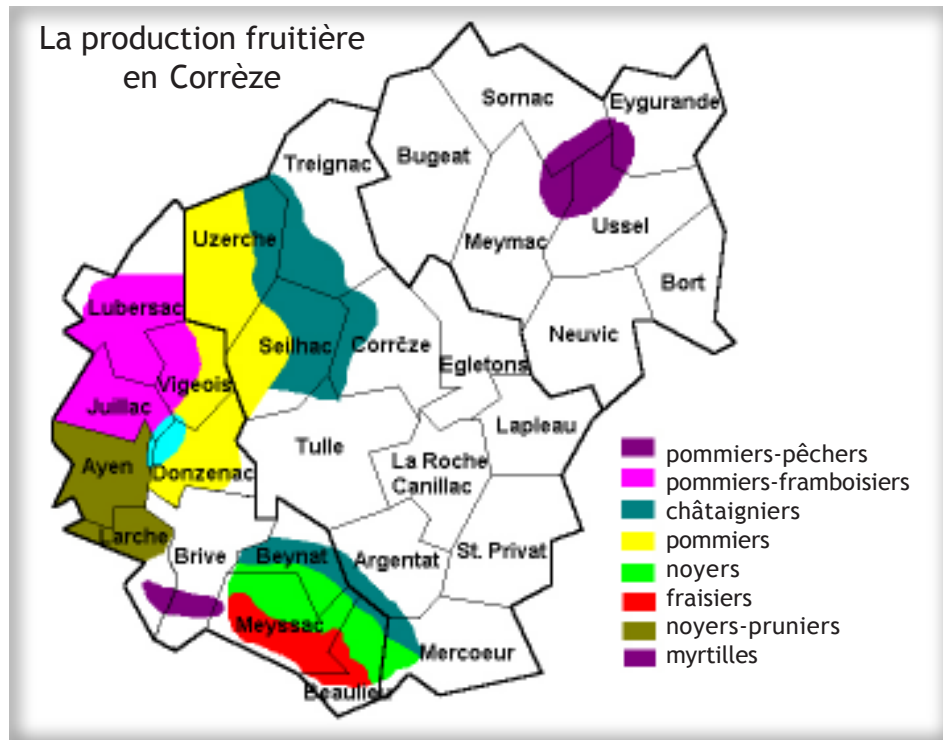 La production fruitière
en Corrèze
Sornac
Eygurande
Treignac
Bugeat
Ussel
Uzerche
Meymac
Bort
Lubersac
Neuvic
Seilhac
Corrčze
Egletons
Vigeois
Juillac
Lapleau
Tulle
Ayen
La Roche
Canillac
Donzenac
Larche
Brive
Beynat
Argentat
St. Privat
Meyssac
Mercoeur
Beaulieu
pommiers-pêchers
pommiers-framboisiers
châtaigniers
pommiers
noyers
fraisiers
noyers-pruniers
myrtilles